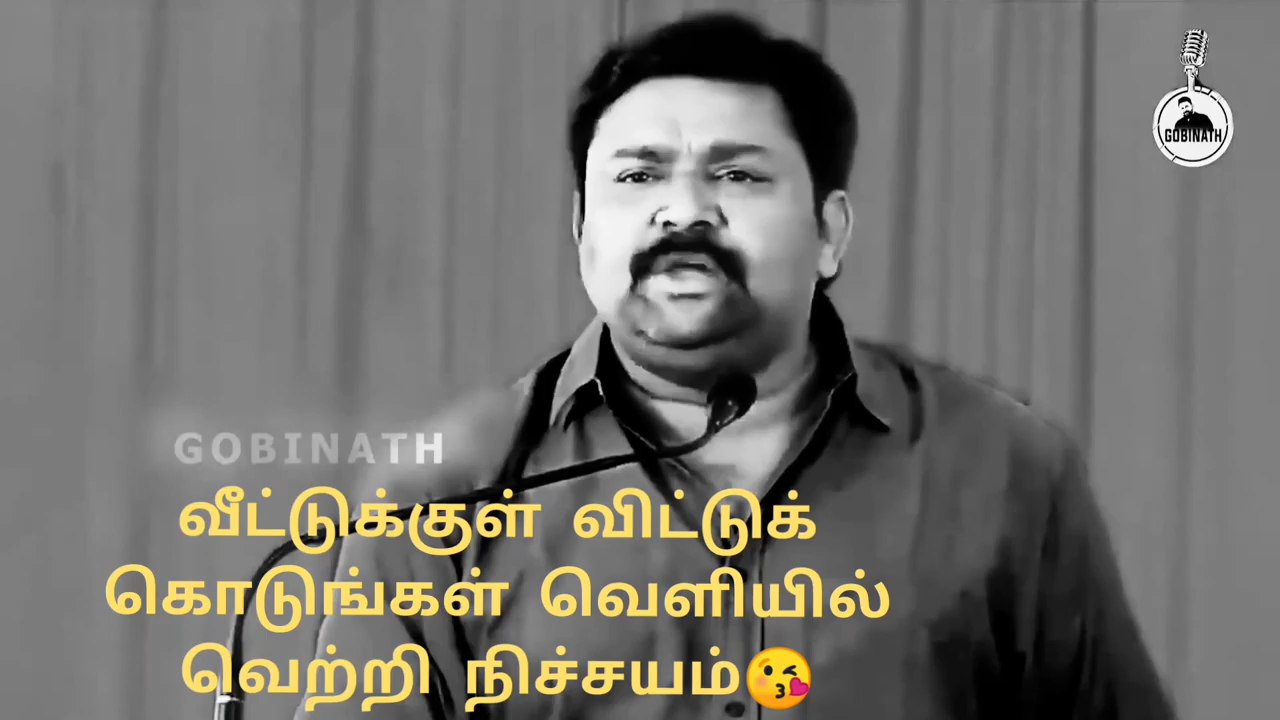 GOBINATH
GOBINATH
வீட்டுக்குள் விட்டுக்
கொடுங்கள் வெளியில்
வெற்றி நிச்சயம்😘